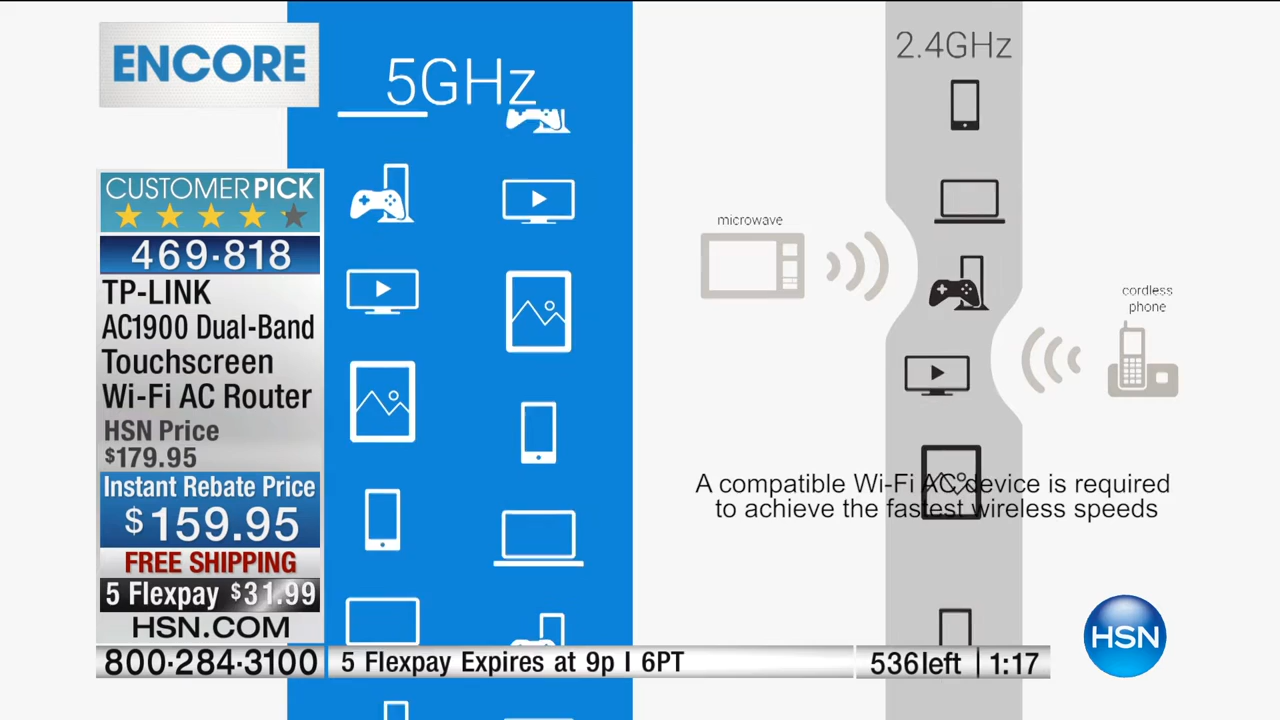 ENCORE
5GHz
2.4GHz
CUSTOMER PICK
469·818
TP-LINK
AC1900 Dual-Band
Touchscreen
Wi-Fi AC Router
HSN Price
$179.95
Instant Rebate Price
$159.95
FREE SHIPPING
5 Flexpay $31.99
HSN.COM
800·284·3100
microwave
cordless
phone
A compatible Wi-Fi AC device is required
to achieve the fastest wireless speeds
HSN
5 Flexpay Expires at 9p | 6PT
536left | 1:17